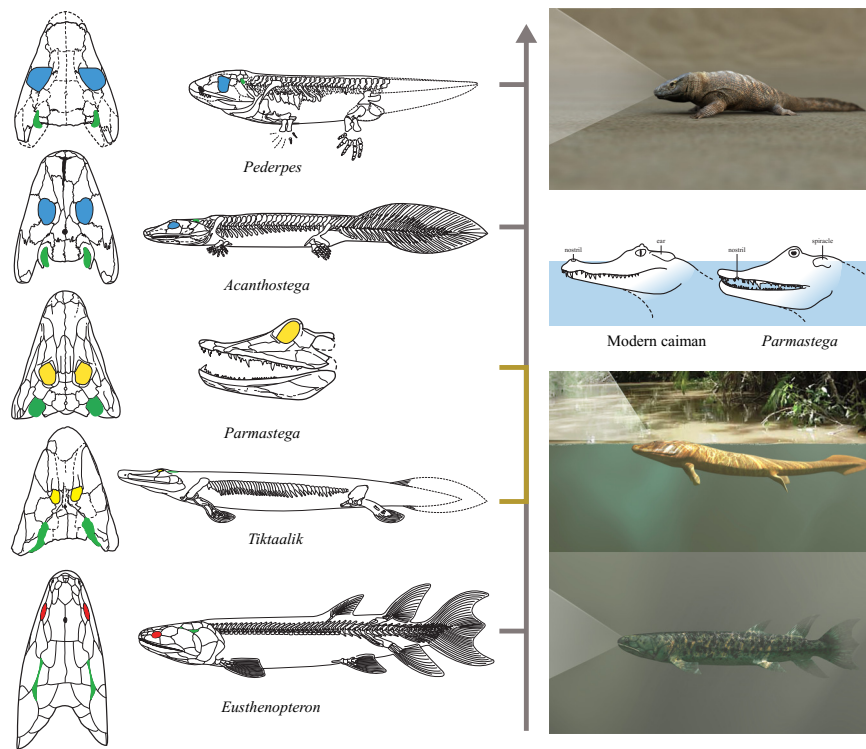 Pederpes
Acanthostega
Parmastega
Tiktaalik
Eusthenopteron
nostril
ear
nostril
spiracle
Modern caiman
Parmastega